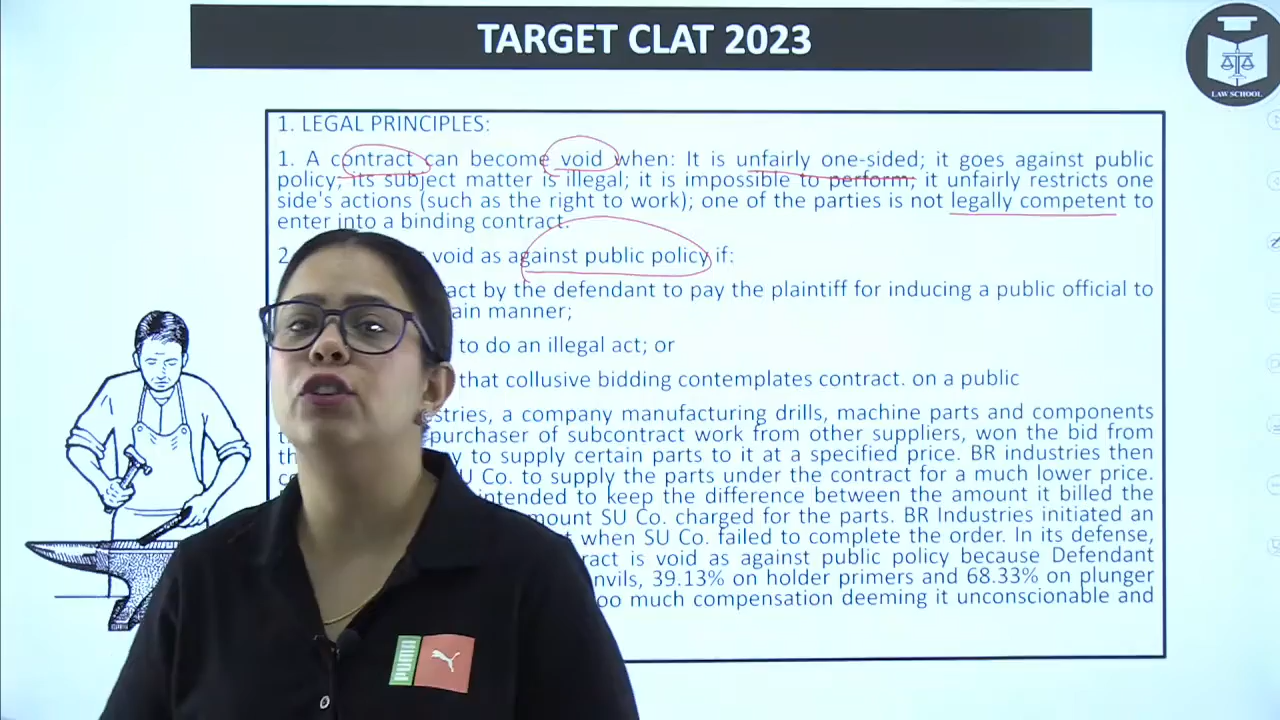 TARGET CLAT 2023
LAW SCHOOL
1. LEGAL PRINCIPLES:
1. A contract can become void when: It is unfairly one-sided; it goes against public
policy; its subject matter is illegal; it is impossible to perform; it unfairly restricts one
side's actions (such as the right to work); one of the parties is not legally competent to
enter into a binding contract.
2. void as against public policy if:
by the defendant to pay the plaintiff for inducing a public official to
manner;
to do an illegal act; or
that collusive bidding contemplates contract. on a public
a company manufacturing drills, machine parts and components
purchaser of subcontract work from other suppliers, won the bid from
to supply certain parts to it at a specified price. BR industries then
SU Co. to supply the parts under the contract for a much lower price.
intended to keep the difference between the amount it billed the
SU Co. charged for the parts. BR Industries initiated an
when SU Co. failed to complete the order. In its defense,
is void as against public policy because Defendant
39.13% on holder primers and 68.33% on plunger
too much compensation deeming it unconscionable and
PUMA